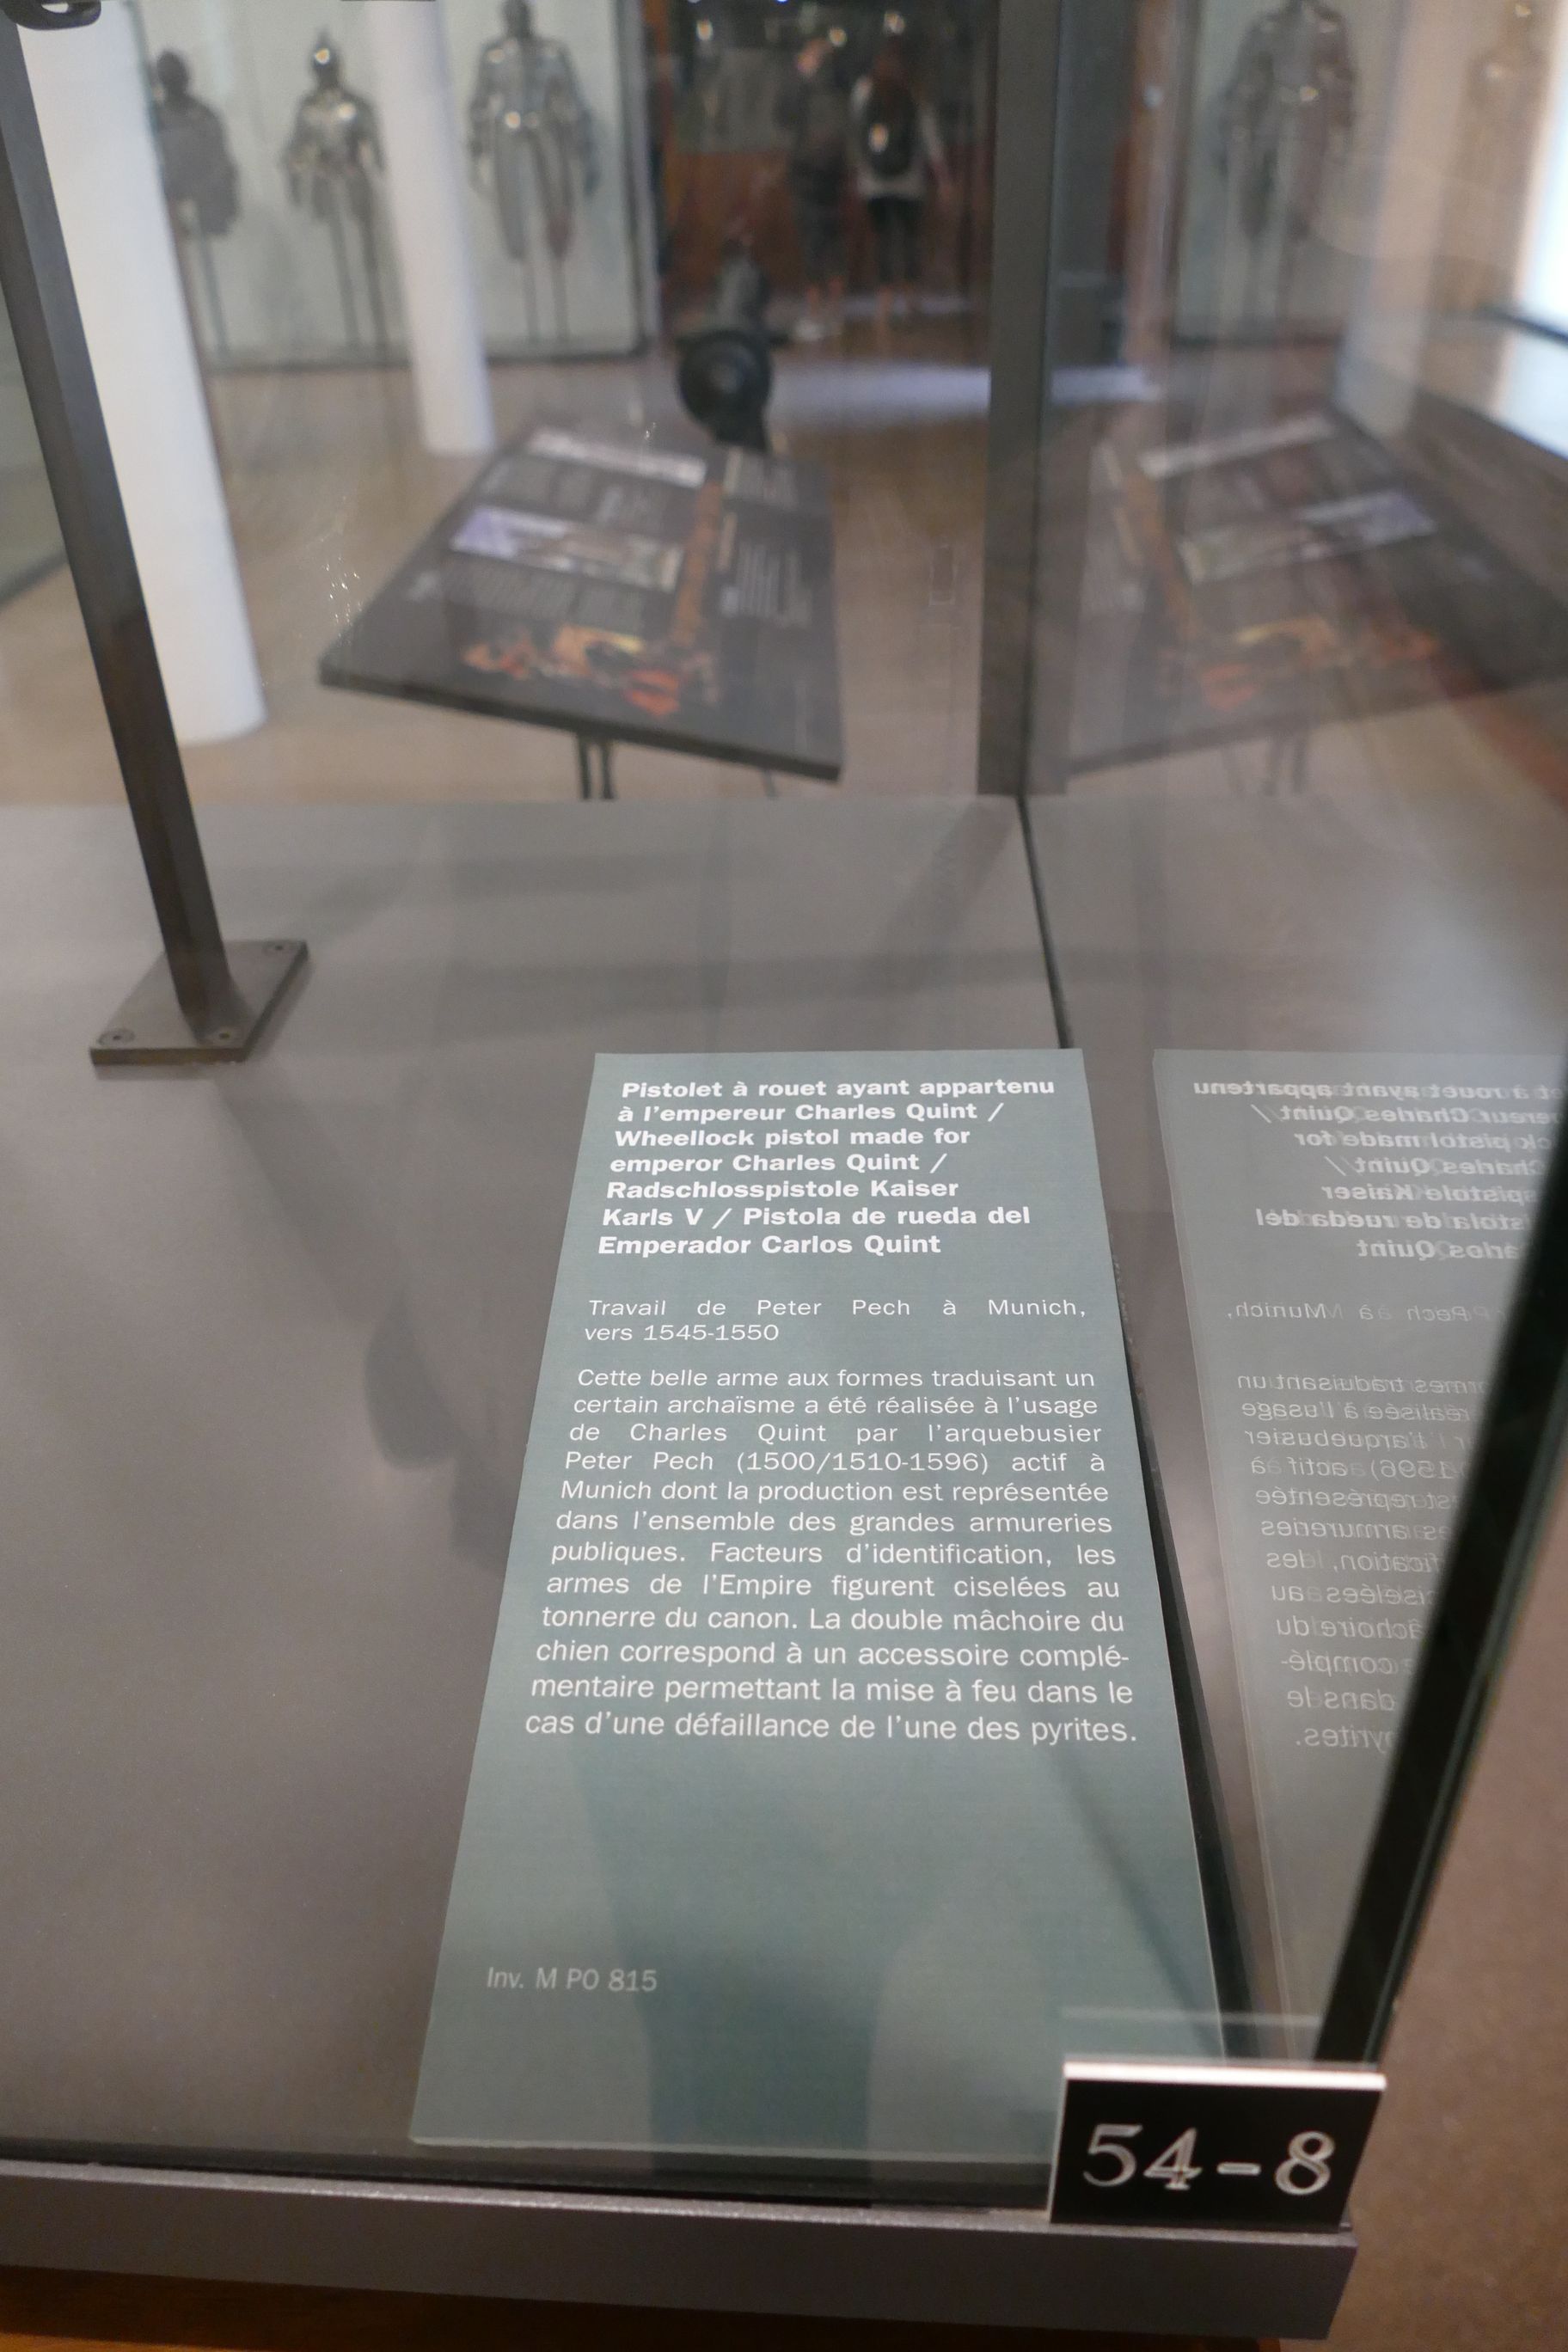 Pistolet à rouet ayant appartenu
à l'empereur Charles Quint /
Wheellock pistol made for
emperor Charles Quint /
Radschlosspistole Kaiser
Karls V / Pistola de rueda del
Emperador Carlos Quint
Travail de Peter Pech à Munich,
vers 1545-1550
Cette belle arme aux formes traduisant un
certain archaïsme a été réalisée à l'usage
de Charles Quint par l'arquebusier
Peter Pech (1500/1510-1596) actif à
Munich dont la production est représentée
dans l'ensemble des grandes armureries
publiques. Facteurs d'identification, les
armes de l'Empire figurent ciselées au
tonnerre du canon. La double mâchoire du
chien correspond à un accessoire complé-
mentaire permettant la mise à feu dans le
cas d'une défaillance de l'une des pyrites.
Inv. M PO 815
54-8